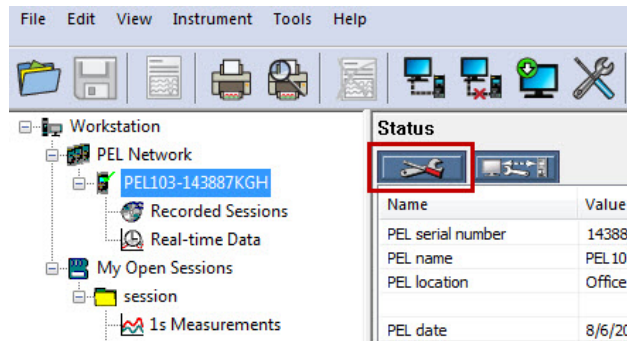 File Edit View Instrument Tools Help
Workstation
PEL Network
PEL103-143887KGH
Recorded Sessions
Real-time Data
My Open Sessions
session
1s Measurements
Status
Name Value
PEL serial number 14388
PEL name PEL10
PEL location Office
PEL date 8/6/20